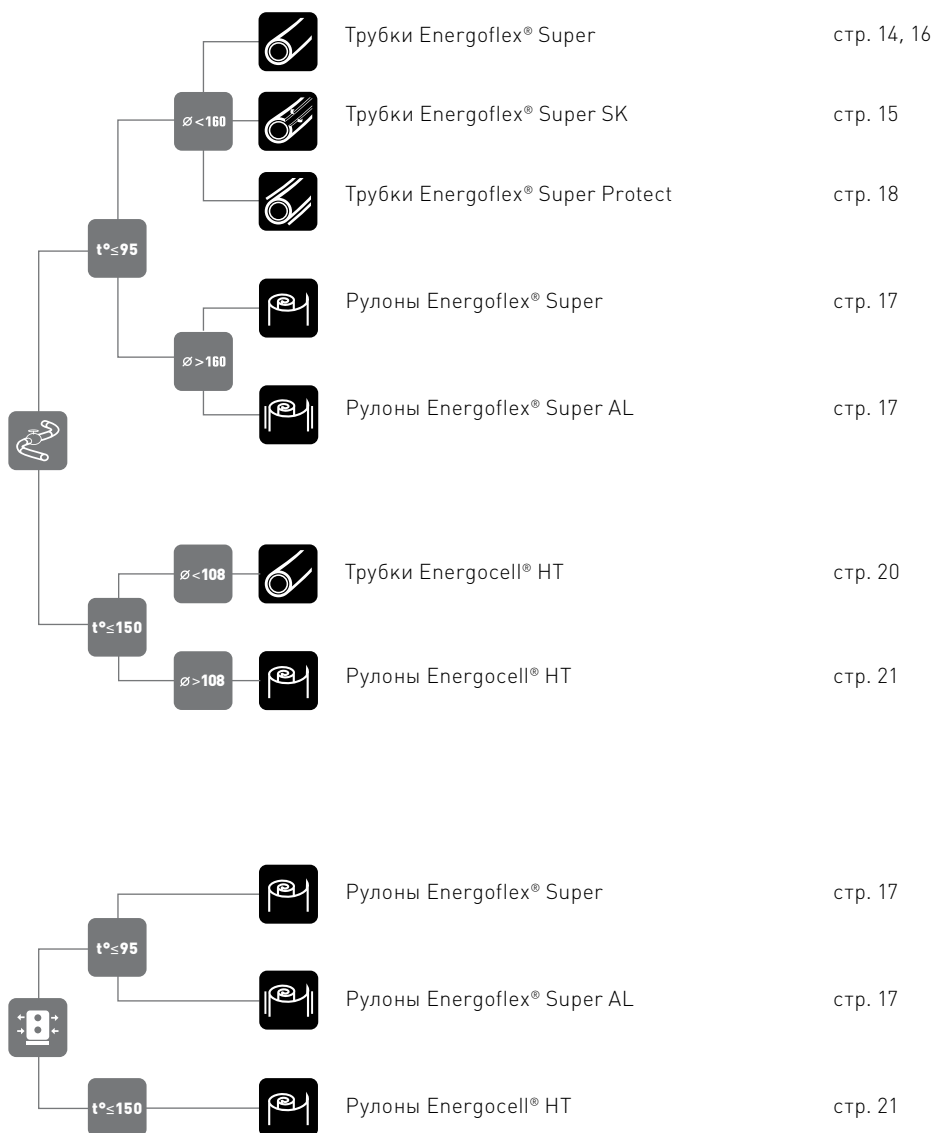 Трубки Energoflex® Super стр. 14, 16
ø<160 Трубки Energoflex® Super SK стр. 15
Трубки Energoflex® Super Protect стр. 18
t°≤95
Рулоны Energoflex® Super стр. 17
ø>160
Рулоны Energoflex® Super AL стр. 17
ø<108 Трубки Energocell® HT стр. 20
t°≤150
ø>108 Рулоны Energocell® HT стр. 21
Рулоны Energoflex® Super стр. 17
t°≤95
Рулоны Energoflex® Super AL стр. 17
t°≤150 Рулоны Energocell® HT стр. 21